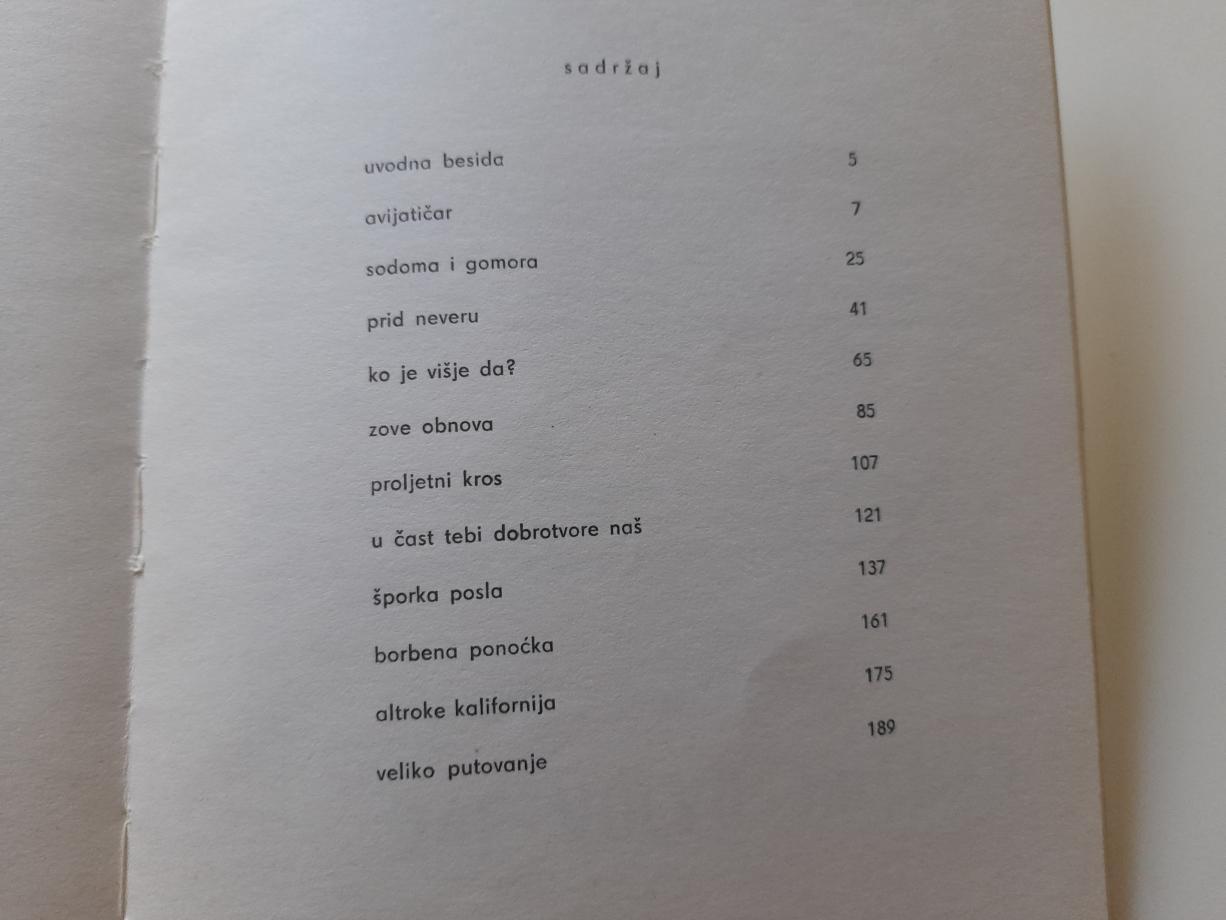 sadržaj
uvodna besida 5
avijatičar 7
sodoma i gomora 25
prid neveru 41
ko je višje da? 65
zove obnova 85
proljetni kros 107
u čast tebi dobrotvore naš 121
šporka posla 137
borbena ponoćka 161
altroke kalifornija 175
veliko putovanje 189